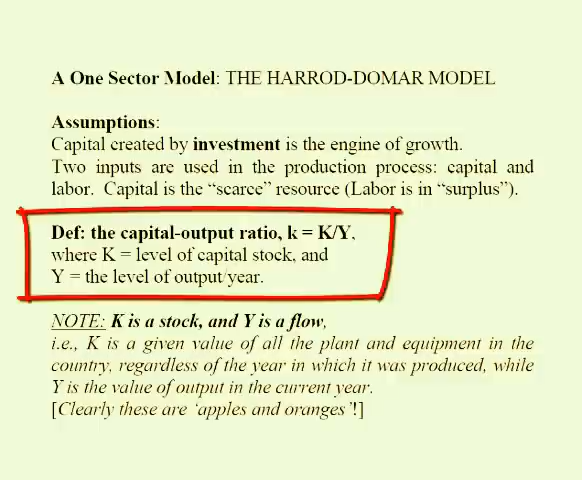 A One Sector Model: THE HARROD-DOMAR MODEL
Assumptions:
Capital created by investment is the engine of growth.
Two inputs are used in the production process: capital and
labor. Capital is the “scarce” resource (Labor is in “surplus”).
Def: the capital-output ratio, k = K/Y,
where K = level of capital stock, and
Y = the level of output/year.
NOTE: K is a stock, and Y is a flow,
i.e., K is a given value of all the plant and equipment in the
country, regardless of the year in which it was produced, while
Y is the value of output in the current year.
[Clearly these are ‘apples and oranges’!]